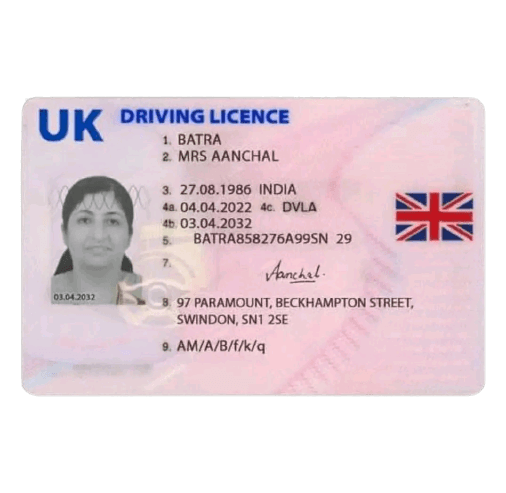 UK DRIVING LICENCE
1. BATRA
2. MRS AANCHAL
3. 27.08.1986 INDIA
4a. 04.04.2022 4c. DVLA
4b. 03.04.2032
5. BATRA858276A99SN 29
7. Aanchal.
03.04.2032
8. 97 PARAMOUNT, BECKHAMPTON STREET,
SWINDON, SN1 2SE
9. AM/A/B/f/k/q